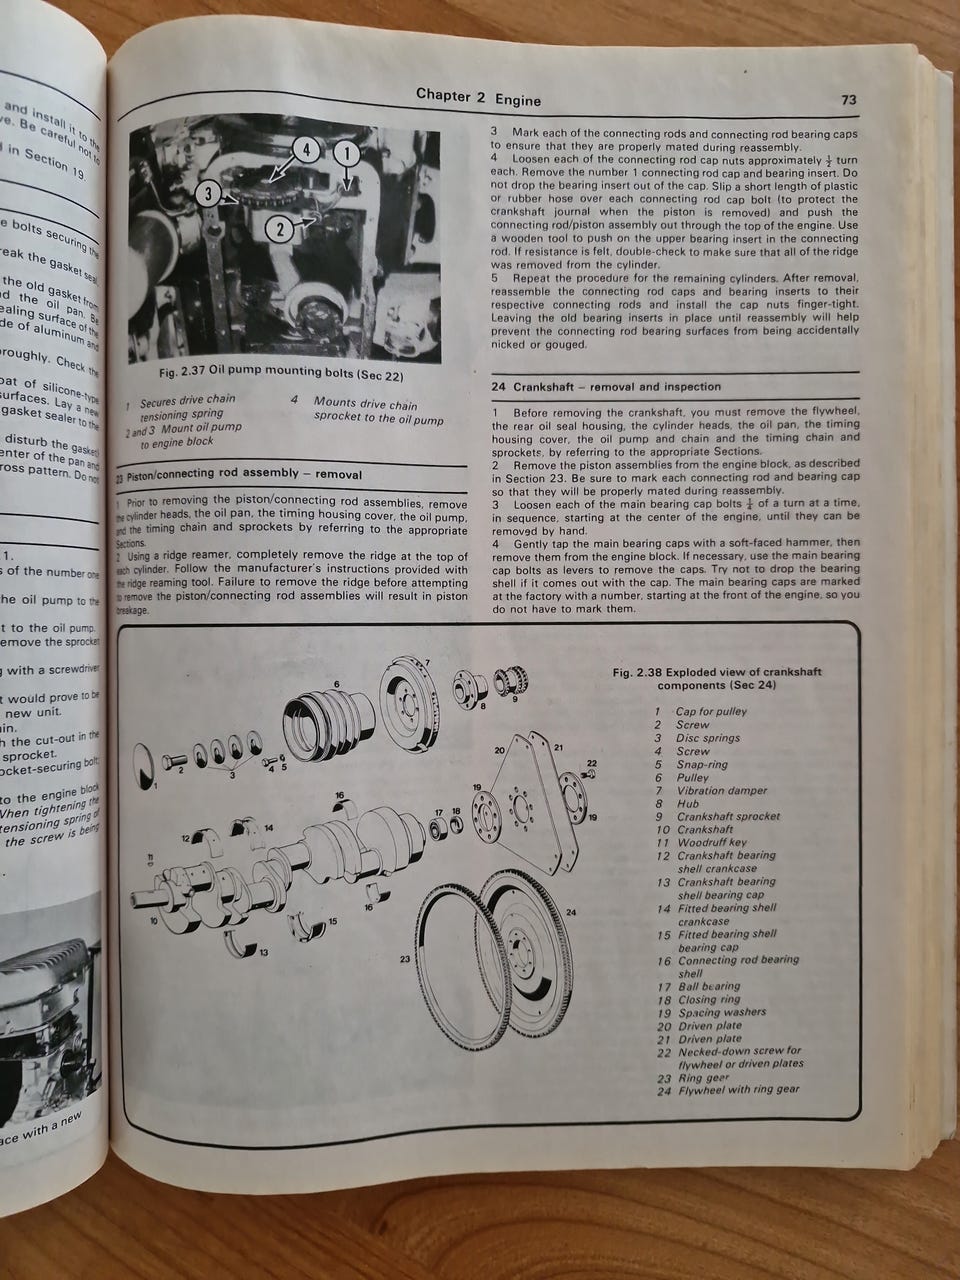 and install it to the
ve. Be careful not to
d in Section 19.
e bolts securing the
reak the gasket seal
the old gasket from
nd the oil pan. Be
ealing surface of the
de of aluminum and
roughly. Check the
oat of silicone-type
surfaces. Lay a new
gasket sealer to the
disturb the gasket)
enter of the pan and
ross pattern. Do not
1.
s of the number one
he oil pump to the
t to the oil pump.
emove the sprocket
g with a screwdriver
t would prove to be
new unit.
in.
h the cut-out in the
sprocket.
ocket-securing bolt;
to the engine block
When tightening the
tensioning spring of
the screw is being
ace with a new
Chapter 2 Engine
73
4
1
3
2
Fig. 2.37 Oil pump mounting bolts (Sec 22)
1 Secures drive chain
tensioning spring
2 and 3 Mount oil pump
to engine block
4 Mounts drive chain
sprocket to the oil pump
23 Piston/connecting rod assembly – removal
1 Prior to removing the piston/connecting rod assemblies, remove
the cylinder heads, the oil pan, the timing housing cover, the oil pump,
and the timing chain and sprockets by referring to the appropriate
Sections.
2 Using a ridge reamer, completely remove the ridge at the top of
each cylinder. Follow the manufacturer's instructions provided with
the ridge reaming tool. Failure to remove the ridge before attempting
to remove the piston/connecting rod assemblies will result in piston
breakage.
3 Mark each of the connecting rods and connecting rod bearing caps
to ensure that they are properly mated during reassembly.
4 Loosen each of the connecting rod cap nuts approximately ½ turn
each. Remove the number 1 connecting rod cap and bearing insert. Do
not drop the bearing insert out of the cap. Slip a short length of plastic
or rubber hose over each connecting rod cap bolt (to protect the
crankshaft journal when the piston is removed) and push the
connecting rod/piston assembly out through the top of the engine. Use
a wooden tool to push on the upper bearing insert in the connecting
rod. If resistance is felt, double-check to make sure that all of the ridge
was removed from the cylinder.
5 Repeat the procedure for the remaining cylinders. After removal,
reassemble the connecting rod caps and bearing inserts to their
respective connecting rods and install the cap nuts finger-tight.
Leaving the old bearing inserts in place until reassembly will help
prevent the connecting rod bearing surfaces from being accidentally
nicked or gouged.
24 Crankshaft – removal and inspection
1 Before removing the crankshaft, you must remove the flywheel,
the rear oil seal housing, the cylinder heads, the oil pan, the timing
housing cover, the oil pump and chain and the timing chain and
sprockets, by referring to the appropriate Sections.
2 Remove the piston assemblies from the engine block, as described
in Section 23. Be sure to mark each connecting rod and bearing cap
so that they will be properly mated during reassembly.
3 Loosen each of the main bearing cap bolts ¼ of a turn at a time,
in sequence, starting at the center of the engine, until they can be
removed by hand.
4 Gently tap the main bearing caps with a soft-faced hammer, then
remove them from the engine block. If necessary, use the main bearing
cap bolts as levers to remove the caps. Try not to drop the bearing
shell if it comes out with the cap. The main bearing caps are marked
at the factory with a number, starting at the front of the engine, so you
do not have to mark them.
7
6
8
9
2
3
4 5
1
20
21
22
19
19
16
17 18
12
14
11
10
16
15
13
24
23
Fig. 2.38 Exploded view of crankshaft
components (Sec 24)
1 Cap for pulley
2 Screw
3 Disc springs
4 Screw
5 Snap-ring
6 Pulley
7 Vibration damper
8 Hub
9 Crankshaft sprocket
10 Crankshaft
11 Woodruff key
12 Crankshaft bearing
shell crankcase
13 Crankshaft bearing
shell bearing cap
14 Fitted bearing shell
crankcase
15 Fitted bearing shell
bearing cap
16 Connecting rod bearing
shell
17 Ball bearing
18 Closing ring
19 Spacing washers
20 Driven plate
21 Driven plate
22 Necked-down screw for
flywheel or driven plates
23 Ring gear
24 Flywheel with ring gear